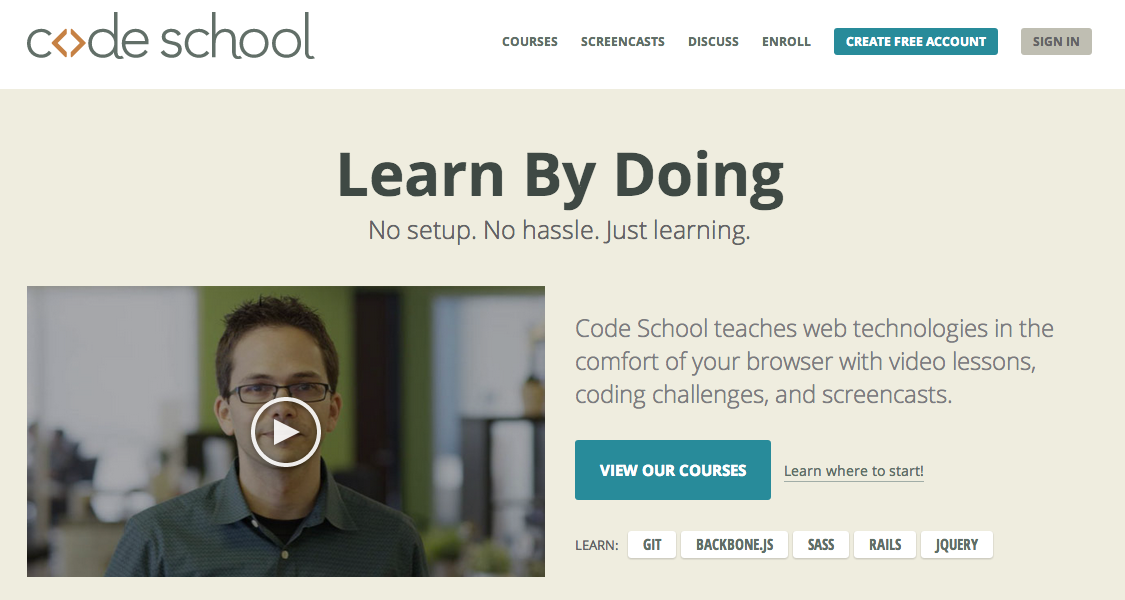 code school
COURSES SCREENCASTS DISCUSS ENROLL CREATE FREE ACCOUNT SIGN IN
Learn By Doing
No setup. No hassle. Just learning.
Code School teaches web technologies in the
comfort of your browser with video lessons,
coding challenges, and screencasts.
VIEW OUR COURSES Learn where to start!
LEARN: GIT BACKBONE.JS SASS RAILS JQUERY